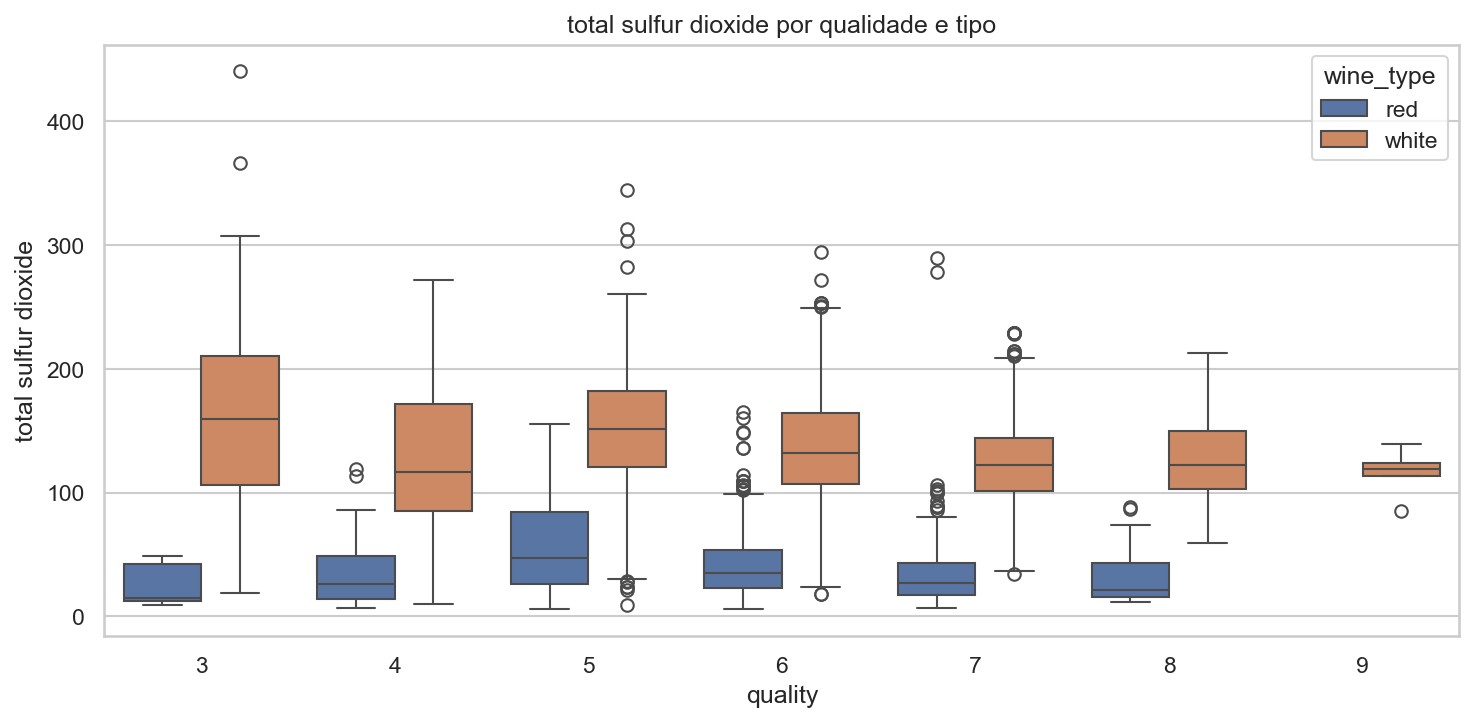 total sulfur dioxide por qualidade e tipo
wine_type
red
white
total sulfur dioxide
400
300
200
100
0
3 4 5 6 7 8 9
quality